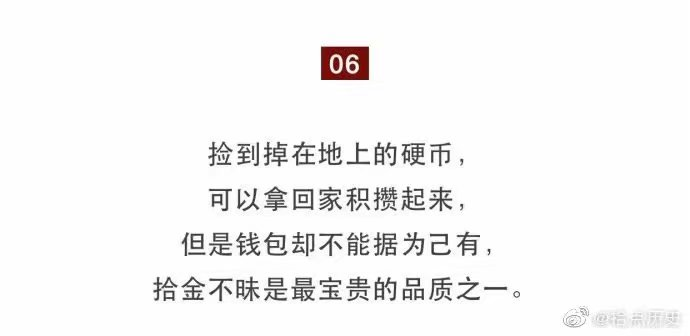 06
捡到掉在地上的硬币，
可以拿回家积攒起来，
但是钱包却不能据为己有，
拾金不昧是最宝贵的品质之一。
@拾点历史